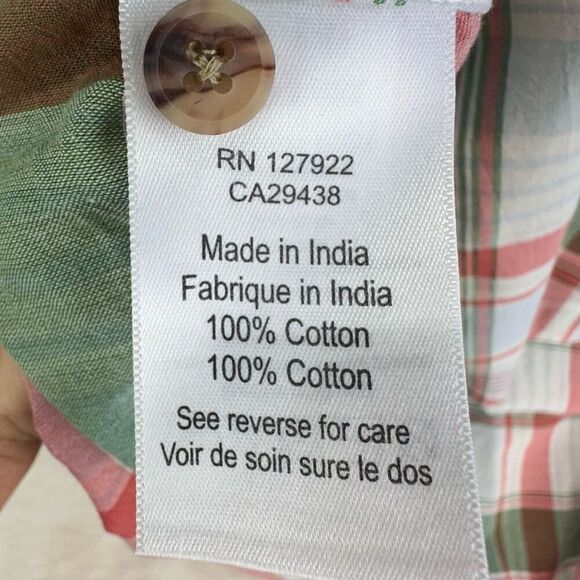 RN 127922
CA29438
Made in India
Fabrique in India
100% Cotton
100% Cotton
See reverse for care
Voir de soin sure le dos